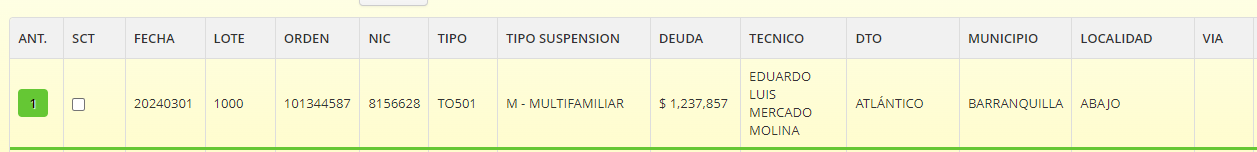 ANT. SCT FECHA LOTE ORDEN NIC TIPO TIPO SUSPENSION DEUDA TECNICO DTO MUNICIPIO LOCALIDAD VIA
1 20240301 1000 101344587 8156628 TO501 M - MULTIFAMILIAR $ 1,237,857 EDUARDO LUIS MERCADO MOLINA ATLÁNTICO BARRANQUILLA ABAJO